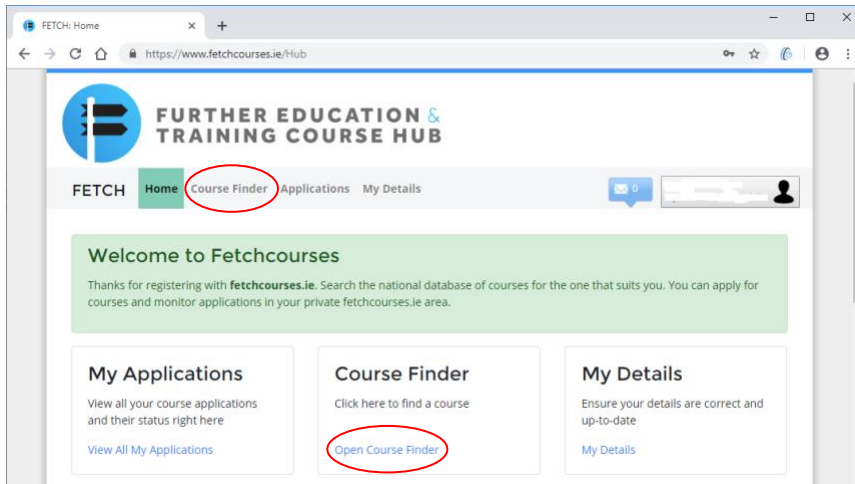 FETCH: Home
https://www.fetchcourses.ie/Hub
FURTHER EDUCATION &
TRAINING COURSE HUB
FETCH Home Course Finder Applications My Details 0
Welcome to Fetchcourses
Thanks for registering with fetchcourses.ie. Search the national database of courses for the one that suits you. You can apply for
courses and monitor applications in your private fetchcourses.ie area.
My Applications
View all your course applications
and their status right here
View All My Applications
Course Finder
Click here to find a course
Open Course Finder
My Details
Ensure your details are correct and
up-to-date
My Details